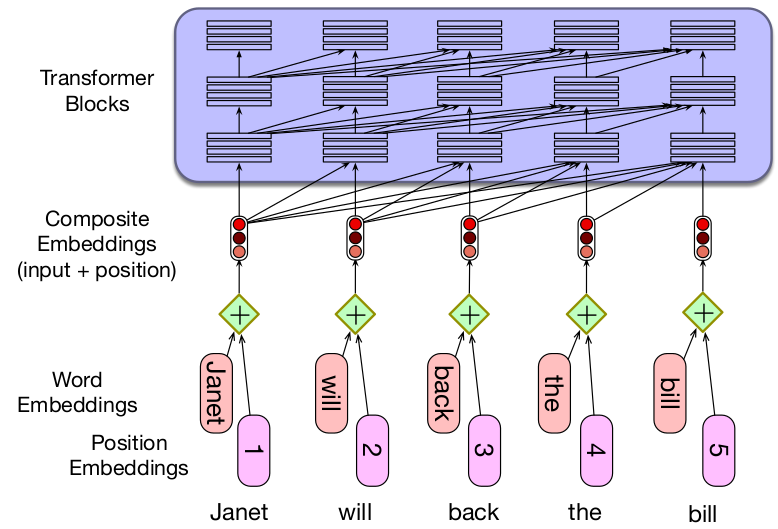 Transformer
Blocks
Composite
Embeddings
(input + position)
+ + + + +
Word
Embeddings
Janet will back the bill
Position
Embeddings
1 2 3 4 5
Janet will back the bill